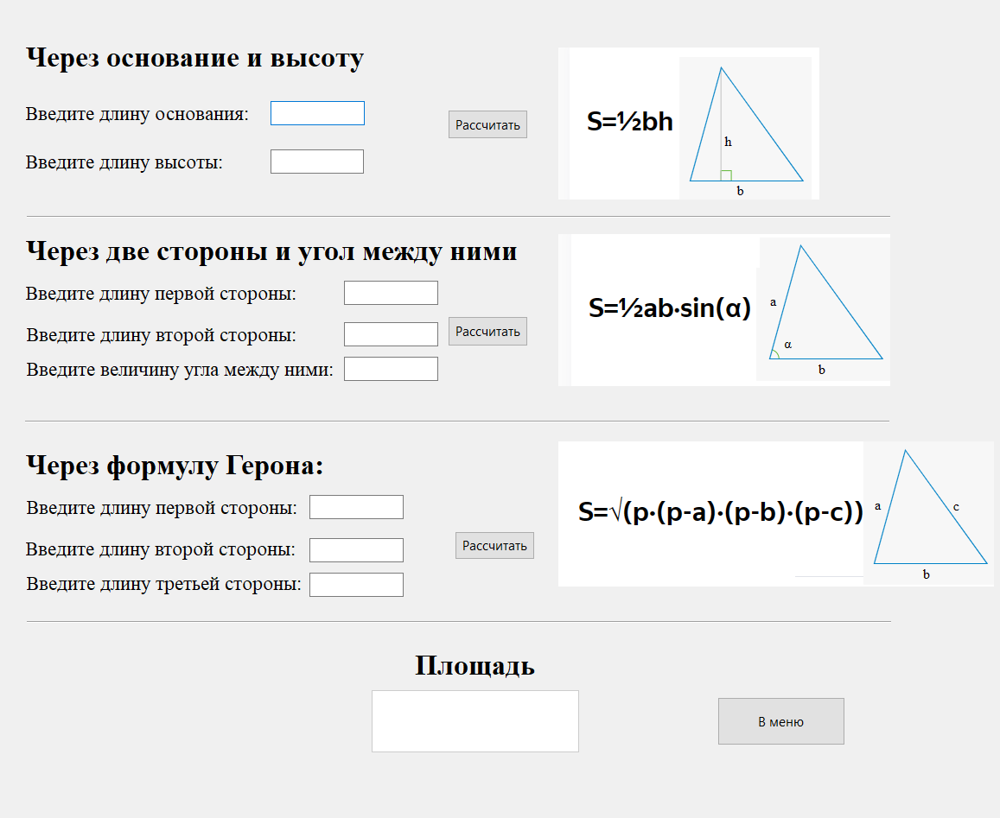 Через основание и высоту
Введите длину основания:
Рассчитать
Введите длину высоты:
S=½bh
h
b
Через две стороны и угол между ними
Введите длину первой стороны:
Введите длину второй стороны:
Рассчитать
Введите величину угла между ними:
S=½ab·sin(α)
a
α
b
Через формулу Герона:
Введите длину первой стороны:
Введите длину второй стороны:
Рассчитать
Введите длину третьей стороны:
S=√(p·(p-a)·(p-b)·(p-c))
a
c
b
Площадь
В меню